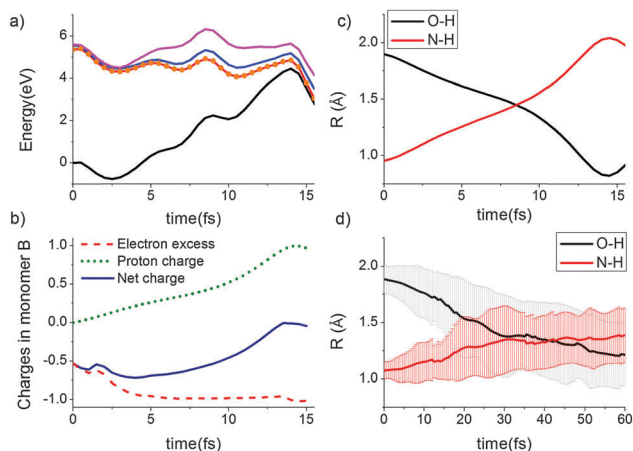 a)
Energy(eV)
6
4
2
0
0
5
10
15
time(fs)
b)
Charges in monomer B
Electron excess
Proton charge
Net charge
1.0
0.5
0.0
-0.5
-1.0
0
5
10
15
time(fs)
c)
O-H
N-H
R (Å)
2.0
1.5
1.0
0
5
10
15
time(fs)
d)
O-H
N-H
R (Å)
2.0
1.5
1.0
0
10
20
30
40
50
60
time(fs)